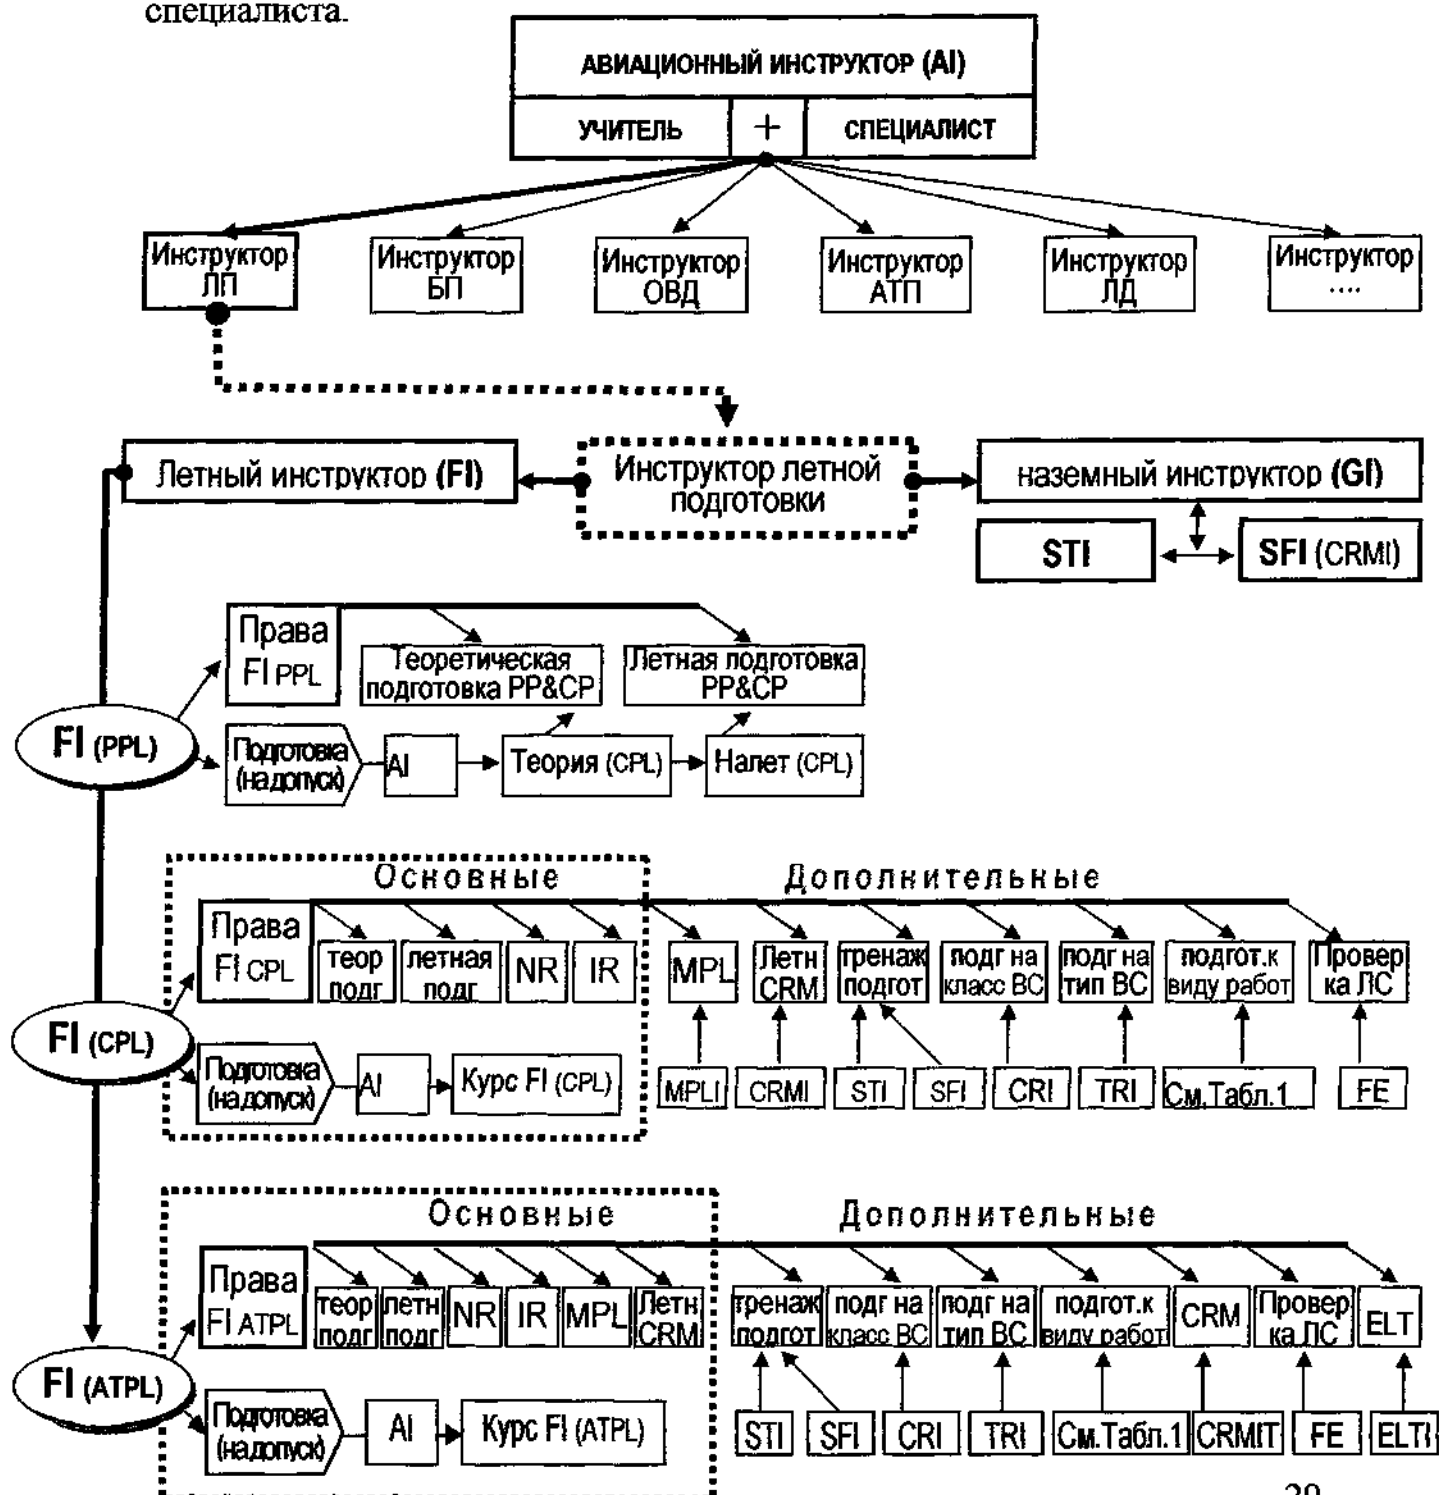 специалиста.
АВИАЦИОННЫЙ ИНСТРУКТОР (AI)
УЧИТЕЛЬ + СПЕЦИАЛИСТ
Инструктор ЛП
Инструктор БП
Инструктор ОВД
Инструктор АТП
Инструктор ЛД
Инструктор ....
Летный инструктор (FI)
Инструктор летной
подготовки
наземный инструктор (GI)
STI
SFI (CRMI)
Права
FI PPL
Теоретическая
подготовка PP&CP
Летная подготовка
PP&CP
FI (PPL)
Подготовка
(на допуск)
AI
Теория (CPL)
Налет (CPL)
Основные
Дополнительные
Права
FI CPL
теор
подг
летная
подг
NR
IR
MPL
Летн
CRM
тренаж
подгот
подг на
класс ВС
подг на
тип ВС
подгот.к
виду работ
Провер
ка ЛС
FI (CPL)
Подготовка
(на допуск)
AI
Курс FI (CPL)
MPLI
CRMI
STI
SFI
CRI
TRI
См.Табл.1
FE
Основные
Дополнительные
Права
FI ATPL
теор
подг
летн
подг
NR
IR
MPL
Летн
CRM
тренаж
подгот
подг на
класс ВС
подг на
тип ВС
подгот.к
виду работ
CRM
Провер
ка ЛС
ELT
FI (ATPL)
Подготовка
(на допуск)
AI
Курс FI (ATPL)
STI
SFI
CRI
TRI
См.Табл.1
CRMIT
FE
ELTI